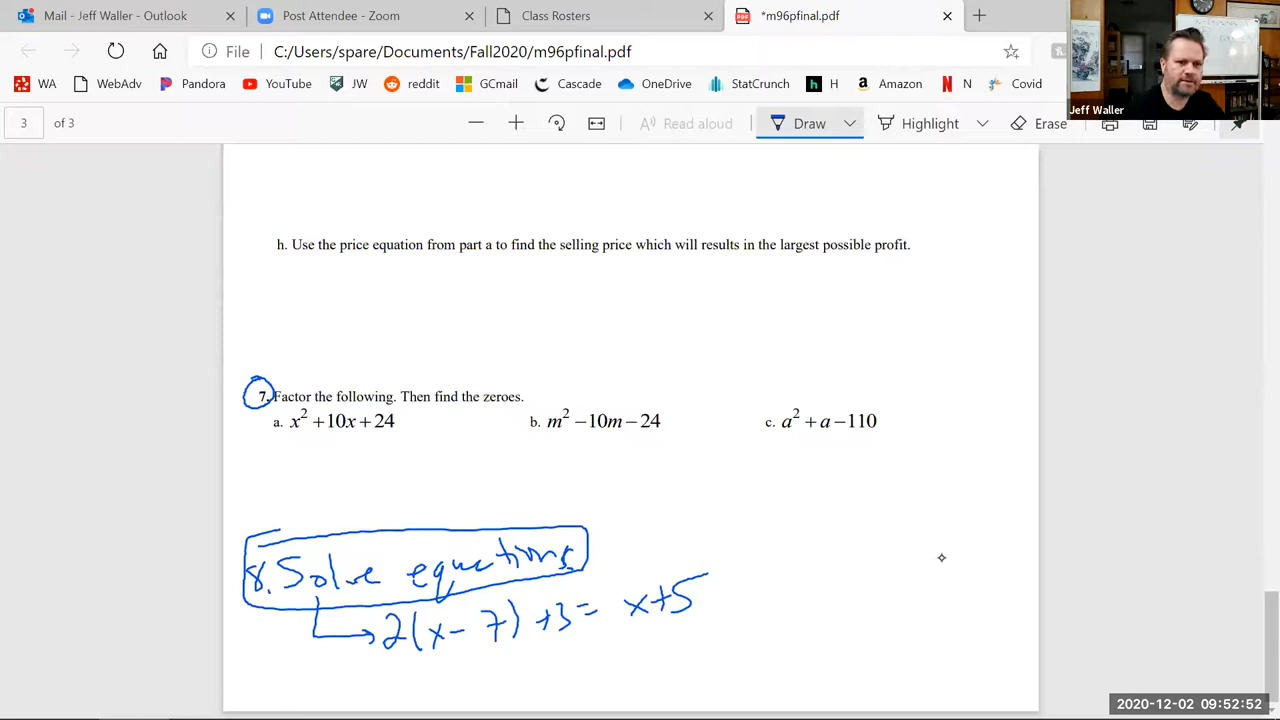 Mail - Jeff Waller - Outlook
Post Attendee - Zoom
Class Rosters
*m96pfinal.pdf
File C:/Users/spare/Documents/Fall2020/m96pfinal.pdf
WA WebAdv Pandora YouTube JW reddit GCmail Cascade OneDrive StatCrunch H Amazon N Covid
Jeff Waller
3 of 3 Read aloud Draw Highlight Erase
h. Use the price equation from part a to find the selling price which will results in the largest possible profit.
7. Factor the following. Then find the zeroes.
a. x² +10x + 24 b. m² −10m − 24 c. a² + a −110
8. Solve equations.
2(x - 7) + 3 = x + 5
2020-12-02 09:52:52